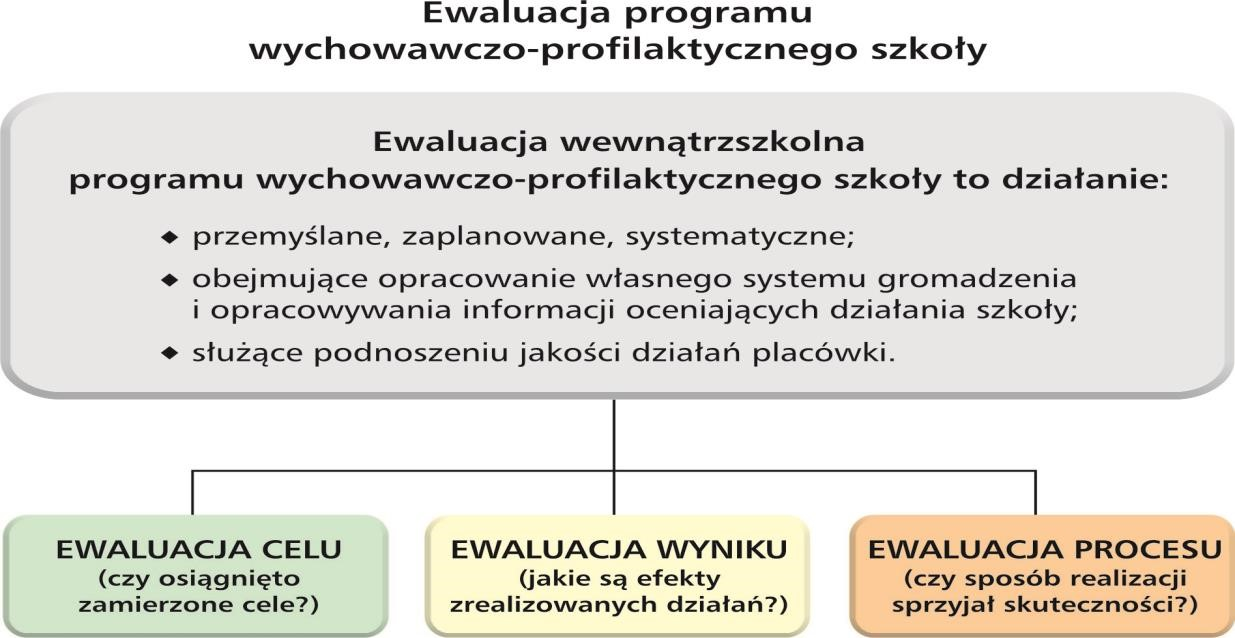 Ewaluacja programu
wychowawczo-profilaktycznego szkoły
Ewaluacja wewnątrzszkolna
programu wychowawczo-profilaktycznego szkoły to działanie:
◆ przemyślane, zaplanowane, systematyczne;
◆ obejmujące opracowanie własnego systemu gromadzenia
i opracowywania informacji oceniających działania szkoły;
◆ służące podnoszeniu jakości działań placówki.
EWALUACJA CELU
(czy osiągnięto
zamierzone cele?)
EWALUACJA WYNIKU
(jakie są efekty
zrealizowanych działań?)
EWALUACJA PROCESU
(czy sposób realizacji
sprzyjał skuteczności?)